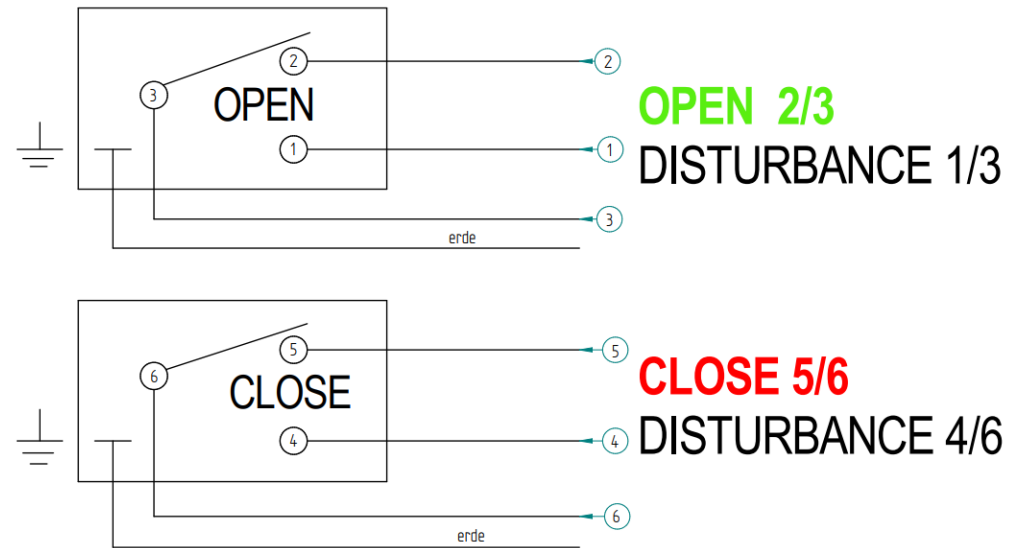 2
3
OPEN
1
2
OPEN 2/3
1
DISTURBANCE 1/3
3
erde
5
6
CLOSE
4
5
CLOSE 5/6
4
DISTURBANCE 4/6
6
erde